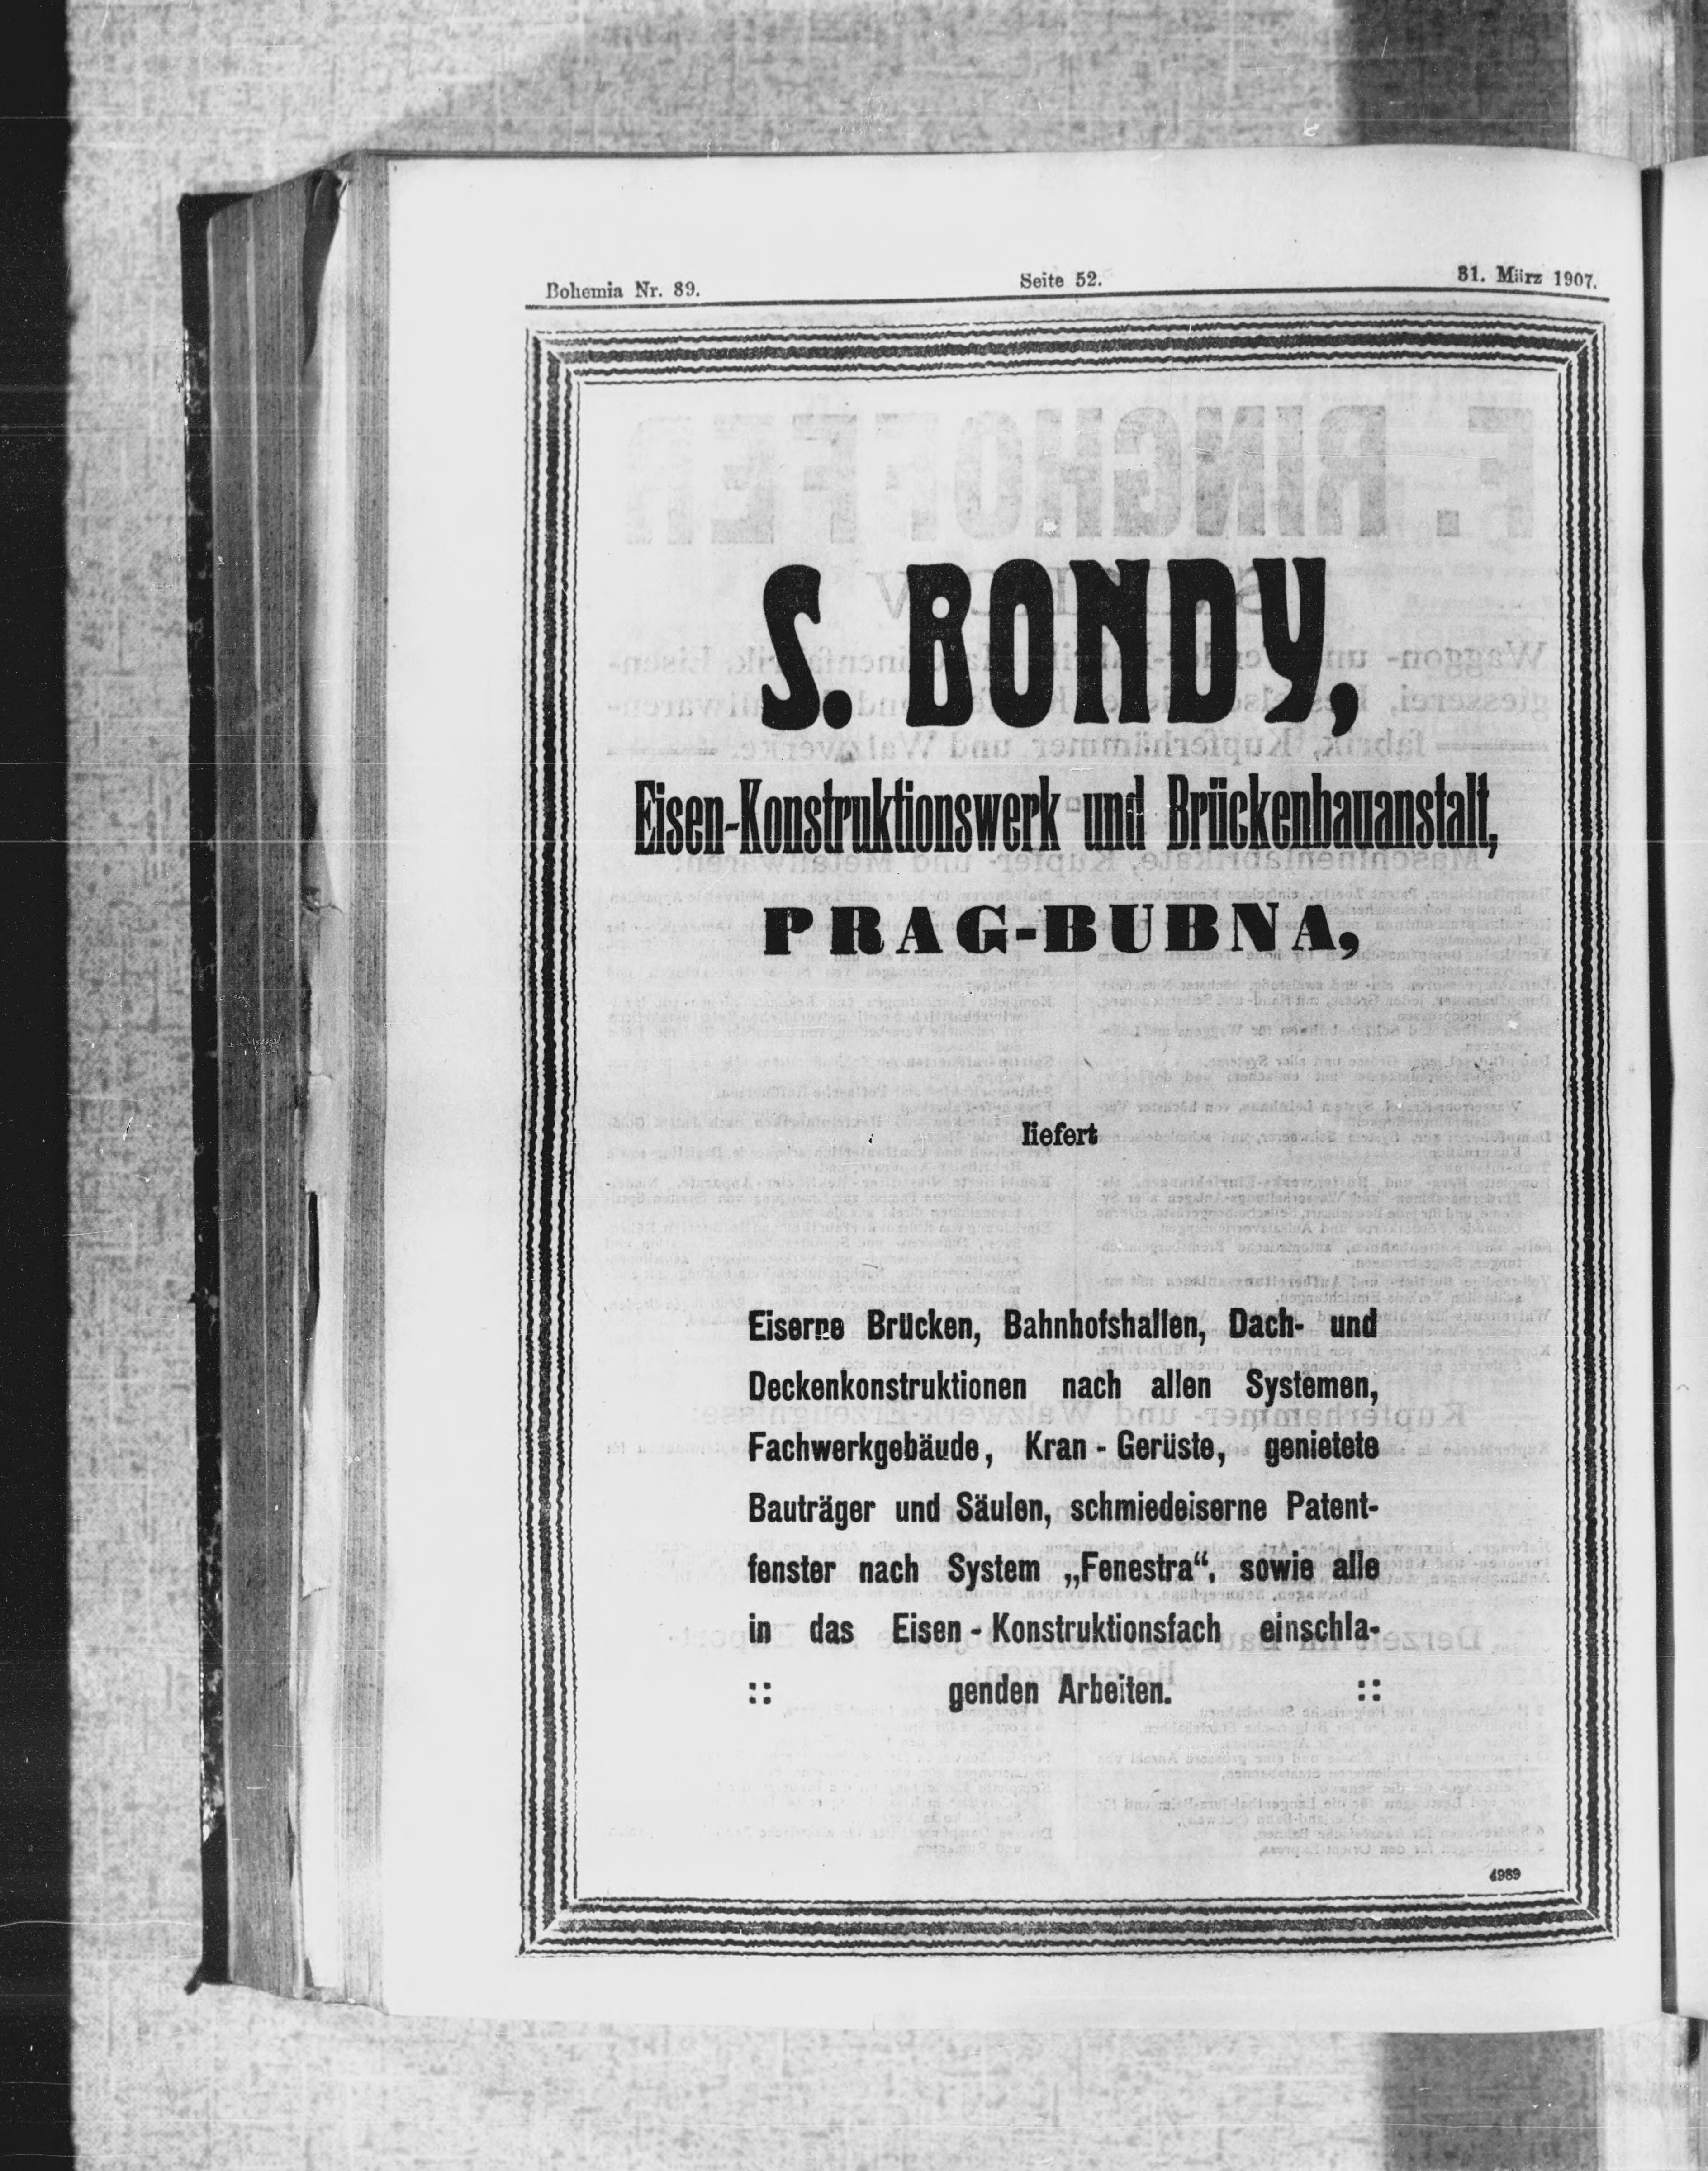 Bohemia Nr. 89.
Seite 52.
31. März 1907.
S. BONDY,
Eisen-Konstruktionswerk und Brückenbauanstalt,
PRAG-BUBNA,
liefert
Eiserne Brücken, Bahnhofshallen, Dach- und
Deckenkonstruktionen nach allen Systemen,
Fachwerkgebäude, Kran - Gerüste, genietete
Bauträger und Säulen, schmiedeiserne Patent-
fenster nach System „Fenestra“, sowie alle
in das Eisen - Konstruktionsfach einschla-
:: genden Arbeiten. ::
4989